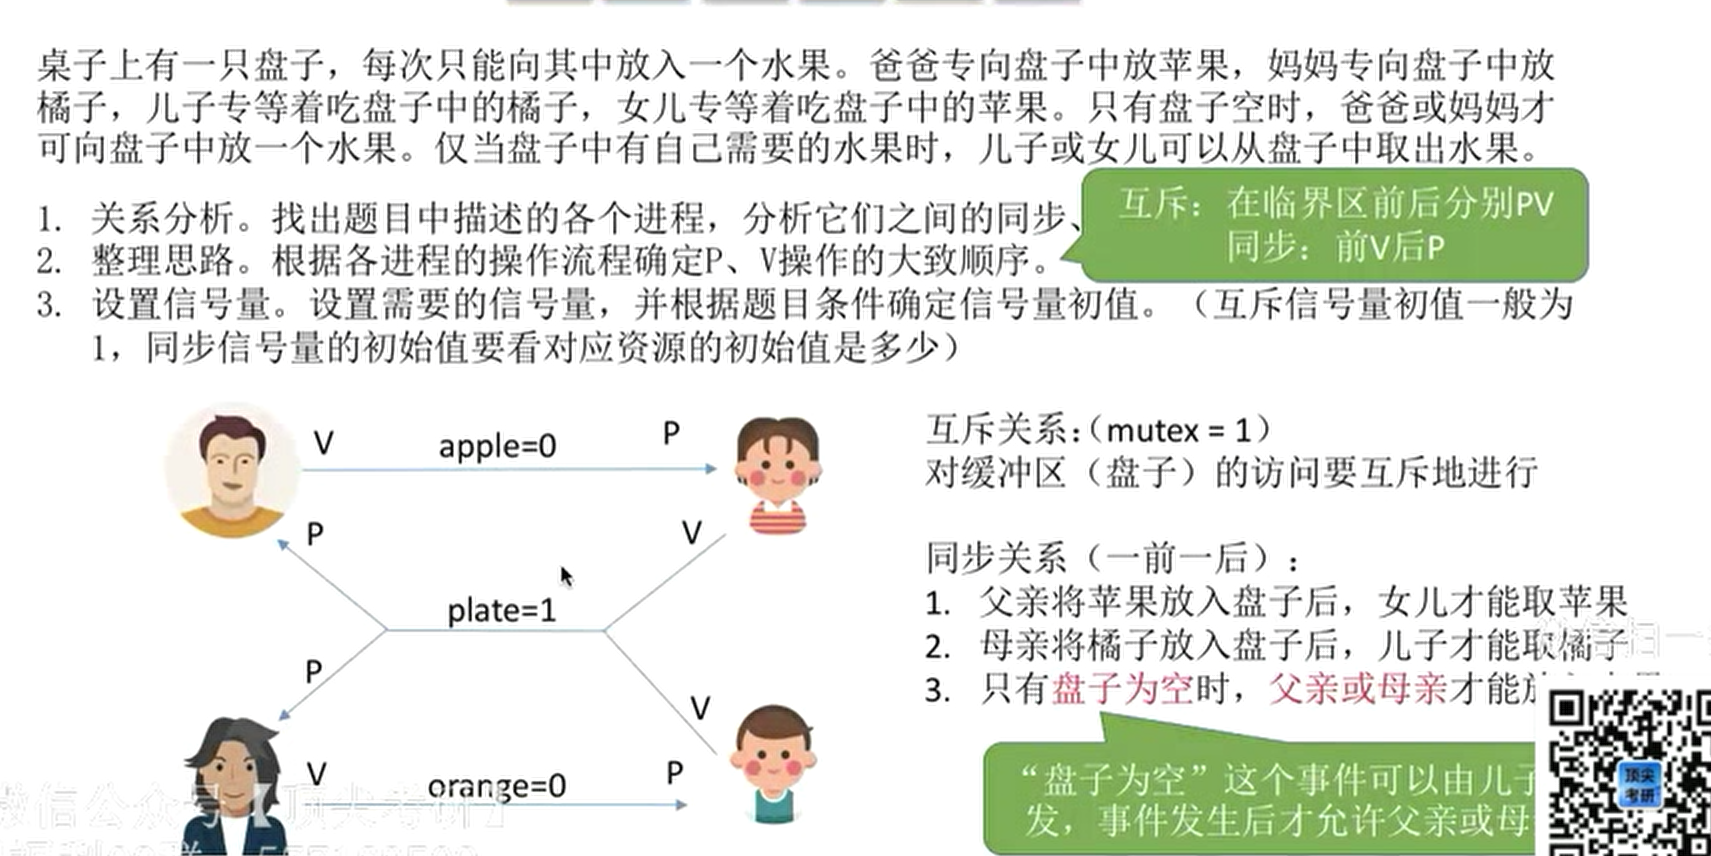 桌子上有一只盘子，每次只能向其中放入一个水果。爸爸专向盘子中放苹果，妈妈专向盘子中放
橘子，儿子专等着吃盘子中的橘子，女儿专等着吃盘子中的苹果。只有盘子空时，爸爸或妈妈才
可向盘子中放一个水果。仅当盘子中有自己需要的水果时，儿子或女儿可以从盘子中取出水果。
1. 关系分析。找出题目中描述的各个进程，分析它们之间的同步、
2. 整理思路。根据各进程的操作流程确定P、V操作的大致顺序。
3. 设置信号量。设置需要的信号量，并根据题目条件确定信号量初值。（互斥信号量初值一般为
1，同步信号量的初始值要看对应资源的初始值是多少）
互斥：在临界区前后分别PV
同步：前V后P
V apple=0 P
P V
plate=1
P V
V orange=0 P
互斥关系：（mutex = 1）
对缓冲区（盘子）的访问要互斥地进行
同步关系（一前一后）：
1. 父亲将苹果放入盘子后，女儿才能取苹果
2. 母亲将橘子放入盘子后，儿子才能取橘子
3. 只有盘子为空时，父亲或母亲才能放
“盘子为空”这个事件可以由儿子
发，事件发生后才允许父亲或母
微信公众号【顶尖考研】
顶尖
考研